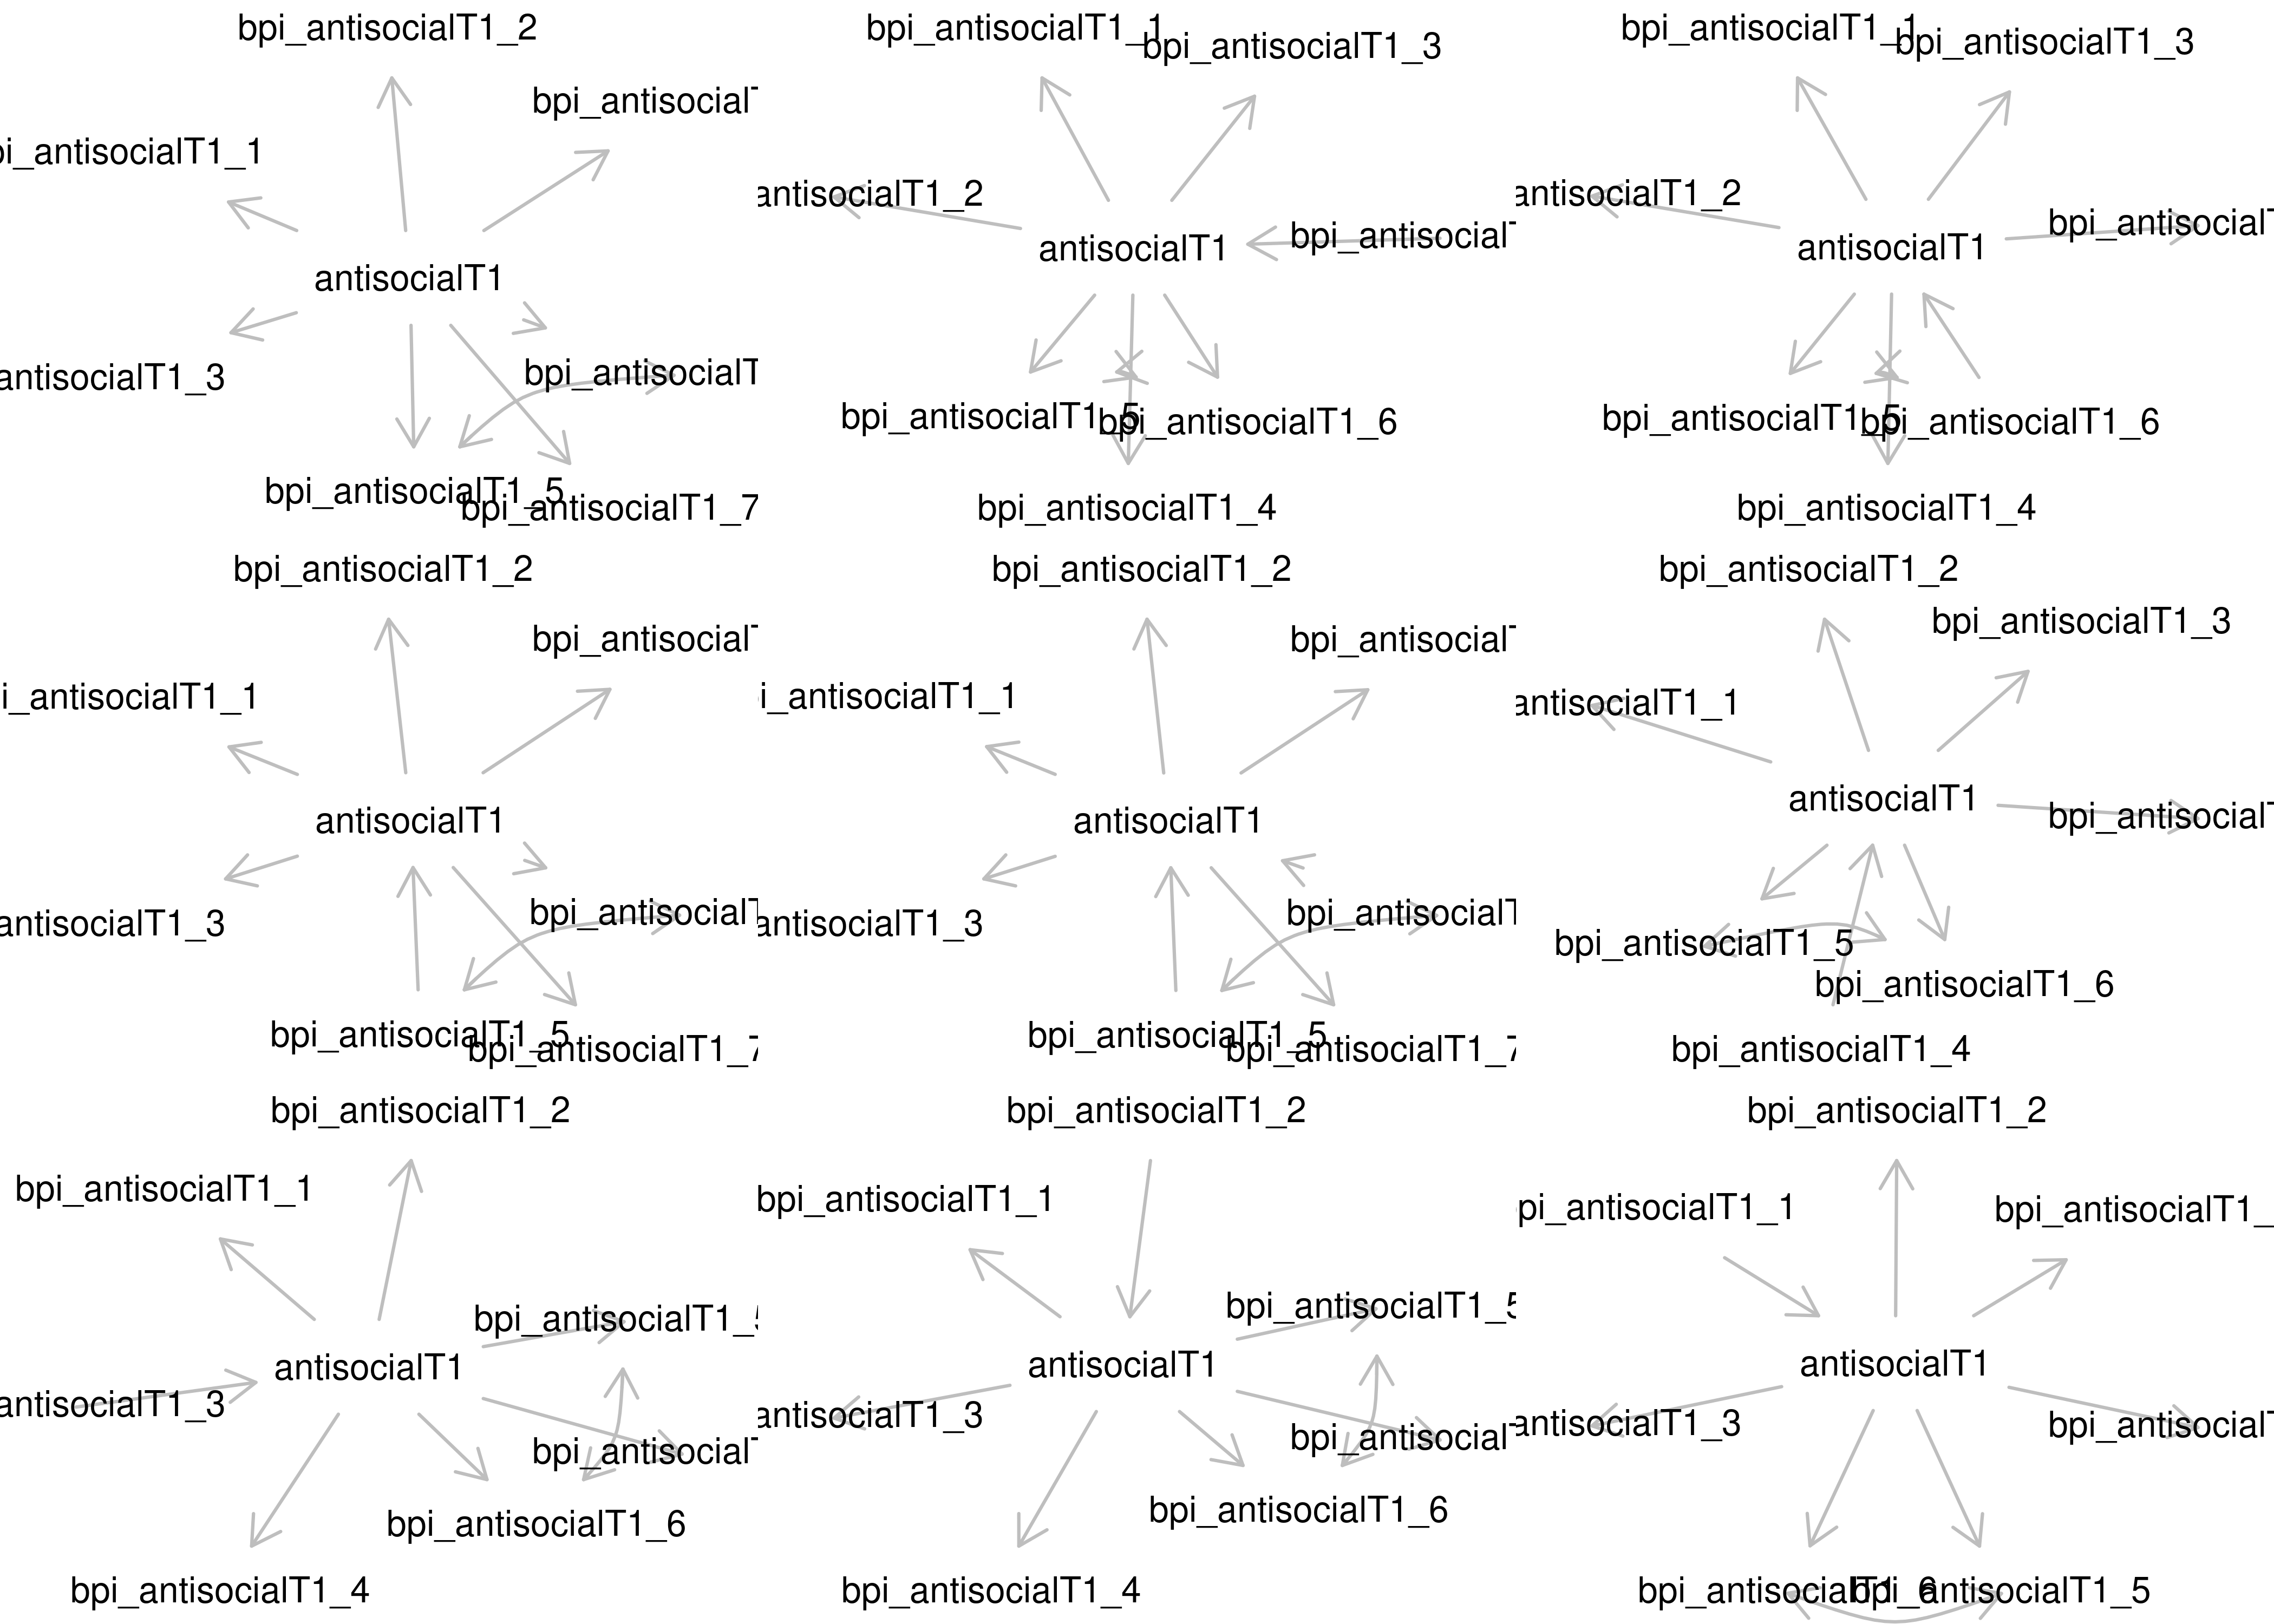 bpi_antisocialT1_2
bpi_antisocialT
pi_antisocialT1_1
antisocialT1
antisocialT1_3
bpi_antisocialT
bpi_antisocialT1_5
bpi_antisocialT1_7
bpi_antisocialT1_1
bpi_antisocialT1_3
antisocialT1_2
bpi_antisocialT
antisocialT1
bpi_antisocialT1_5
bpi_antisocialT1_6
bpi_antisocialT1_4
bpi_antisocialT1_1
bpi_antisocialT1_3
antisocialT1_2
bpi_antisocialT
antisocialT1
bpi_antisocialT1_5
bpi_antisocialT1_6
bpi_antisocialT1_4
bpi_antisocialT1_2
bpi_antisocialT
i_antisocialT1_1
antisocialT1
antisocialT1_3
bpi_antisocialT
bpi_antisocialT1_5
bpi_antisocialT1_7
bpi_antisocialT1_2
bpi_antisocialT
i_antisocialT1_1
antisocialT1
antisocialT1_3
bpi_antisocialT
bpi_antisocialT1_5
bpi_antisocialT1_7
bpi_antisocialT1_2
bpi_antisocialT1_3
antisocialT1_1
antisocialT1
bpi_antisocialT
bpi_antisocialT1_5
bpi_antisocialT1_6
bpi_antisocialT1_4
bpi_antisocialT1_2
bpi_antisocialT1_1
bpi_antisocialT1_5
antisocialT1
antisocialT1_3
bpi_antisocialT
bpi_antisocialT1_6
bpi_antisocialT1_4
bpi_antisocialT1_2
bpi_antisocialT1_1
bpi_antisocialT1_5
antisocialT1
antisocialT1_3
bpi_antisocialT
bpi_antisocialT1_6
bpi_antisocialT1_4
bpi_antisocialT1_2
pi_antisocialT1_1
bpi_antisocialT1_
antisocialT1
antisocialT1_3
bpi_antisocialT
bpi_antisocialT1_6
bpi_antisocialT1_5